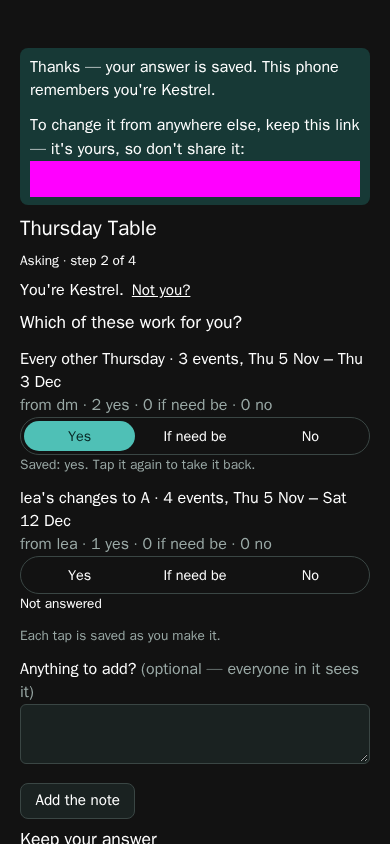 Thanks — your answer is saved. This phone
remembers you're Kestrel.
To change it from anywhere else, keep this link
— it's yours, so don't share it:
Thursday Table
Asking · step 2 of 4
You're Kestrel. Not you?
Which of these work for you?
Every other Thursday · 3 events, Thu 5 Nov – Thu
3 Dec
from dm · 2 yes · 0 if need be · 0 no
Yes If need be No
Saved: yes. Tap it again to take it back.
lea's changes to A · 4 events, Thu 5 Nov – Sat
12 Dec
from lea · 1 yes · 0 if need be · 0 no
Yes If need be No
Not answered
Each tap is saved as you make it.
Anything to add? (optional — everyone in it sees
it)
Add the note
Keep your answer